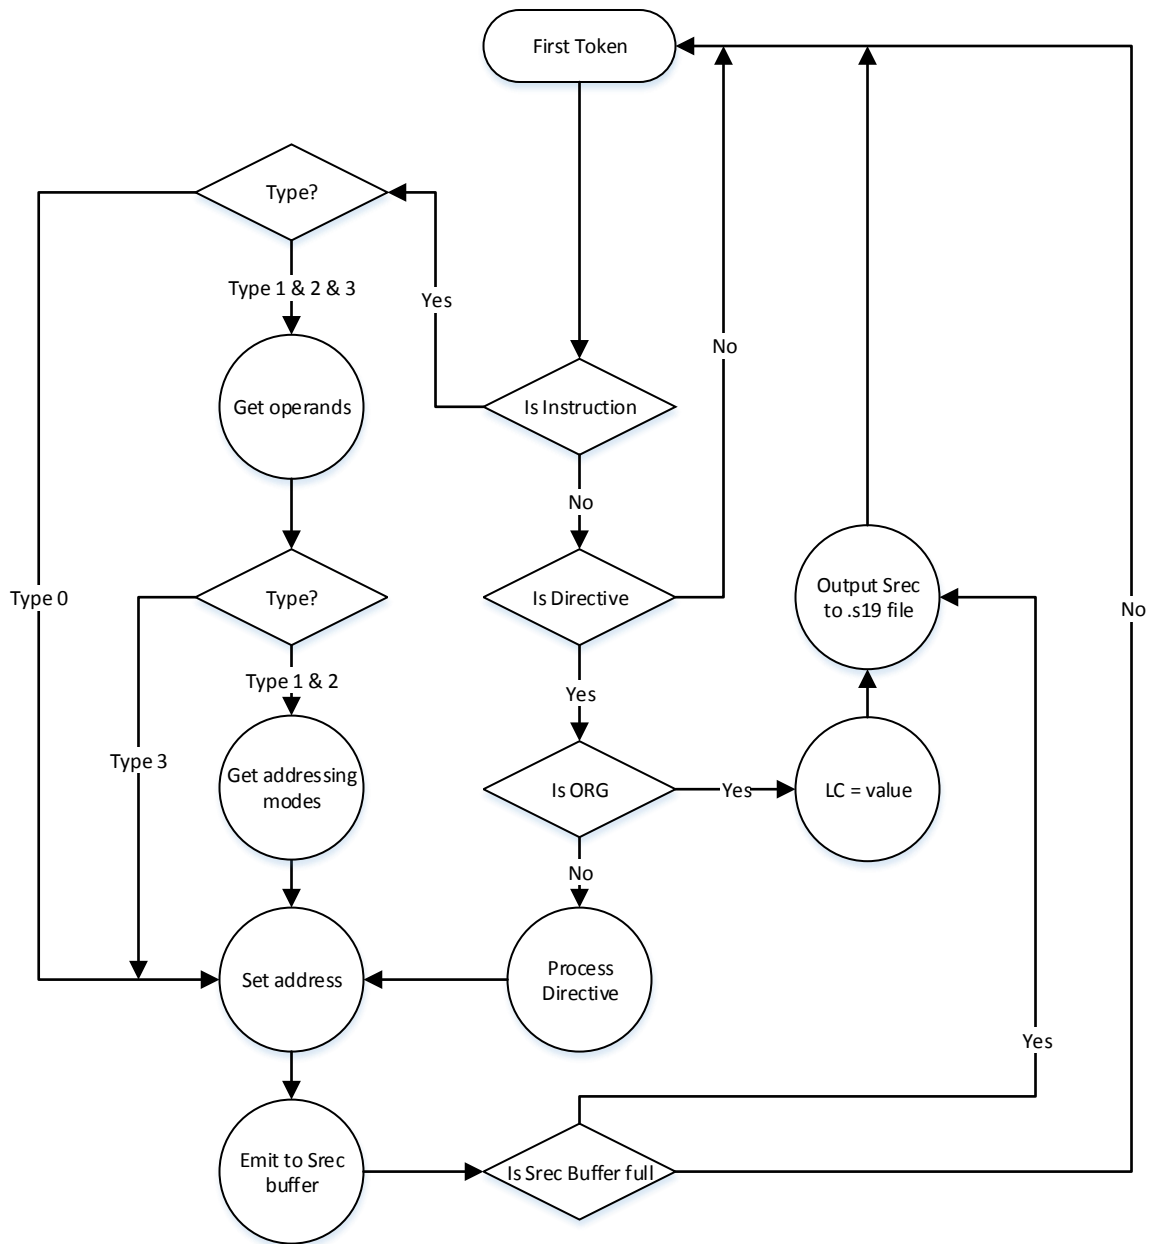 First Token
Type?
Type 1 & 2 & 3
Yes
No
Get operands
Is Instruction
No
Output Srec
to .s19 file
Type 0
Type?
Is Directive
No
Type 1 & 2
Yes
Type 3
Get addressing
modes
Is ORG
Yes
LC = value
No
Set address
Process
Directive
Yes
Emit to Srec
buffer
Is Srec Buffer full